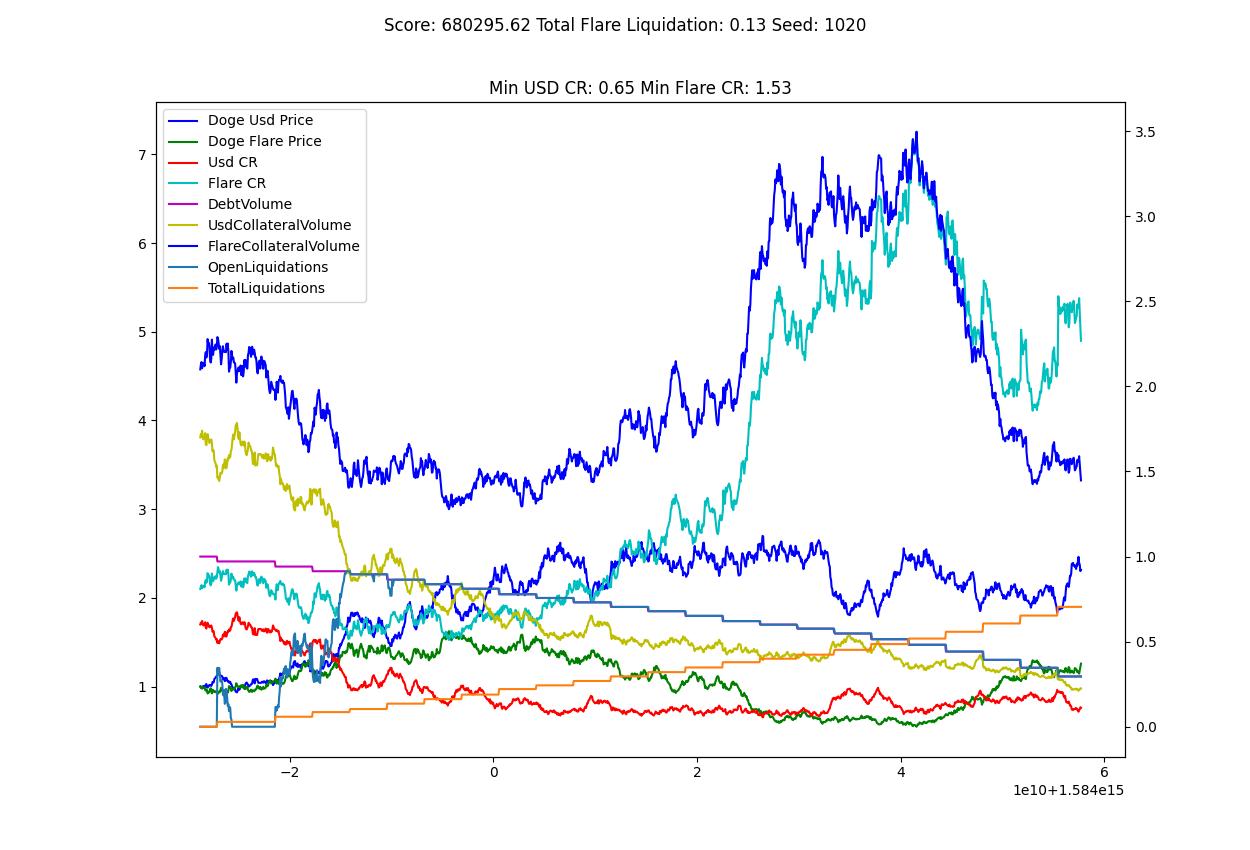 Score: 680295.62 Total Flare Liquidation: 0.13 Seed: 1020
Min USD CR: 0.65 Min Flare CR: 1.53
Doge Usd Price
Doge Flare Price
Usd CR
Flare CR
DebtVolume
UsdCollateralVolume
FlareCollateralVolume
OpenLiquidations
TotalLiquidations
7
6
5
4
3
2
1
3.5
3.0
2.5
2.0
1.5
1.0
0.5
0.0
−2
0
2
4
6
1e10+1.584e15